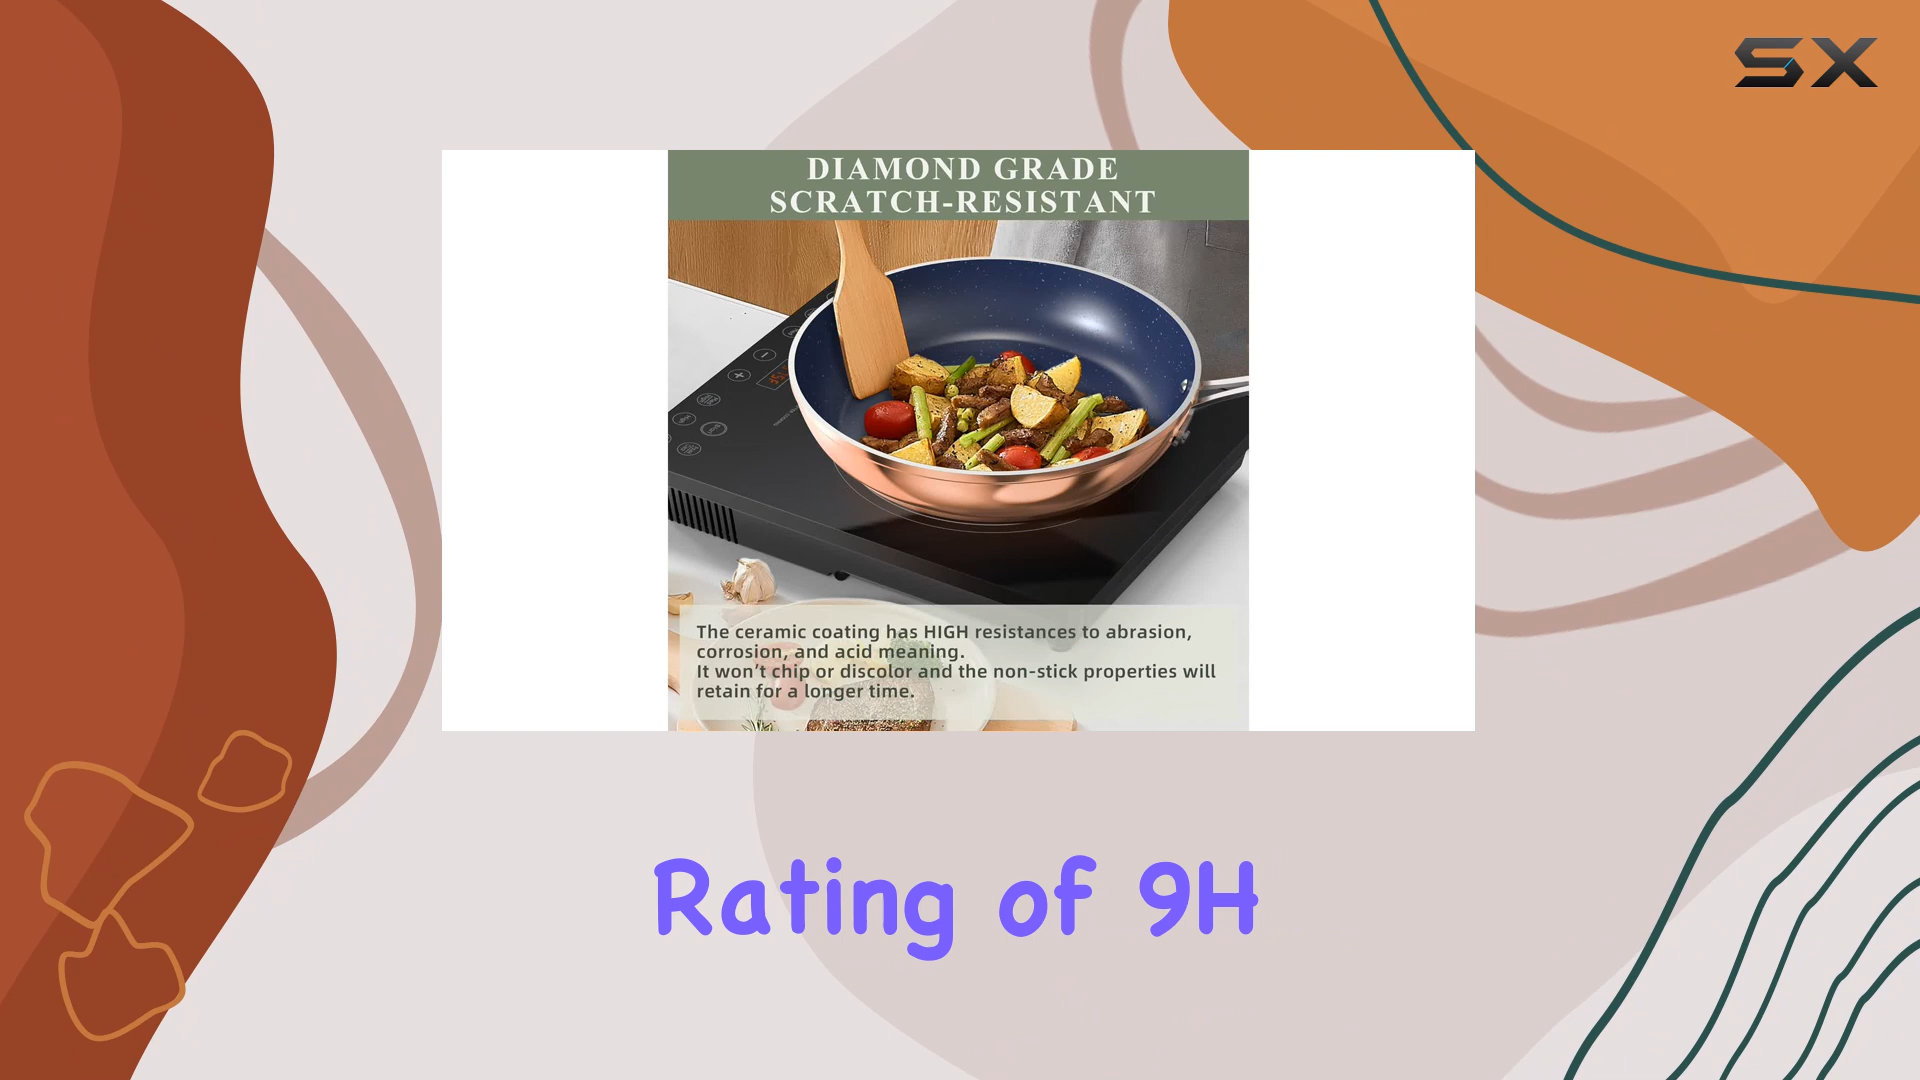 SX
DIAMOND GRADE
SCRATCH-RESISTANT
The ceramic coating has HIGH resistances to abrasion,
corrosion, and acid meaning.
It won’t chip or discolor and the non-stick properties will
retain for a longer time.
Rating of 9H